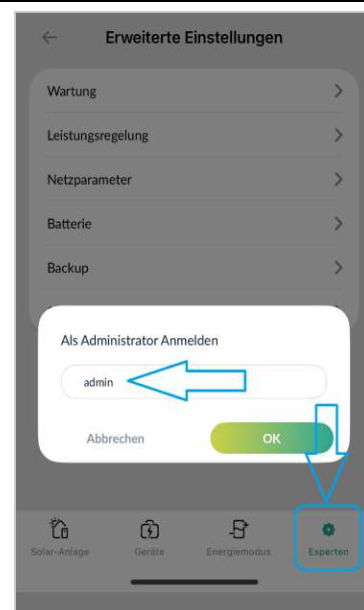 Erweiterte Einstellungen
Wartung
Leistungsregelung
Netzparameter
Batterie
Backup
Als Administrator Anmelden
admin
Abbrechen OK
Solar-Anlage Geräte Energiemodus Experten